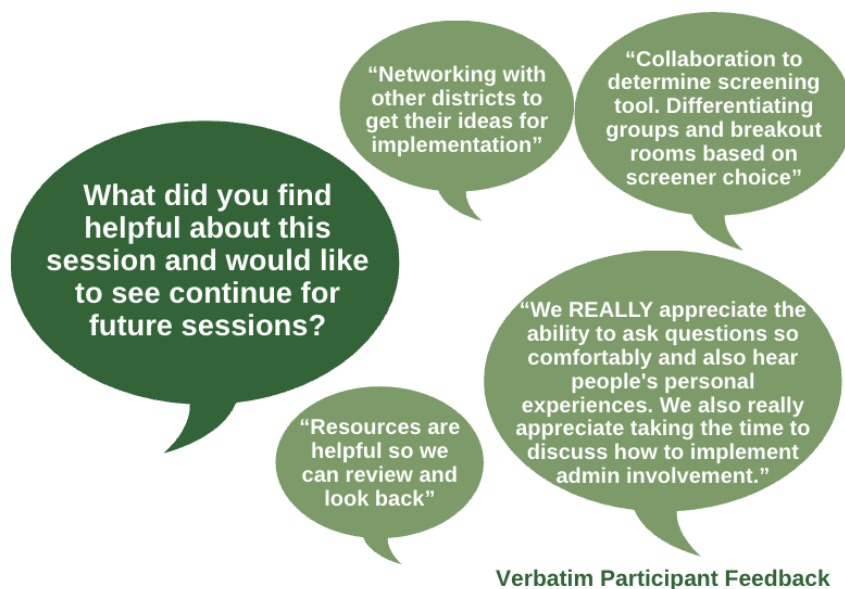 What did you find
helpful about this
session and would like
to see continue for
future sessions?
“Networking with
other districts to
get their ideas for
implementation”
“Collaboration to
determine screening
tool. Differentiating
groups and breakout
rooms based on
screener choice”
“Resources are
helpful so we
can review and
look back”
“We REALLY appreciate the
ability to ask questions so
comfortably and also hear
people's personal
experiences. We also really
appreciate taking the time to
discuss how to implement
admin involvement.”
Verbatim Participant Feedback